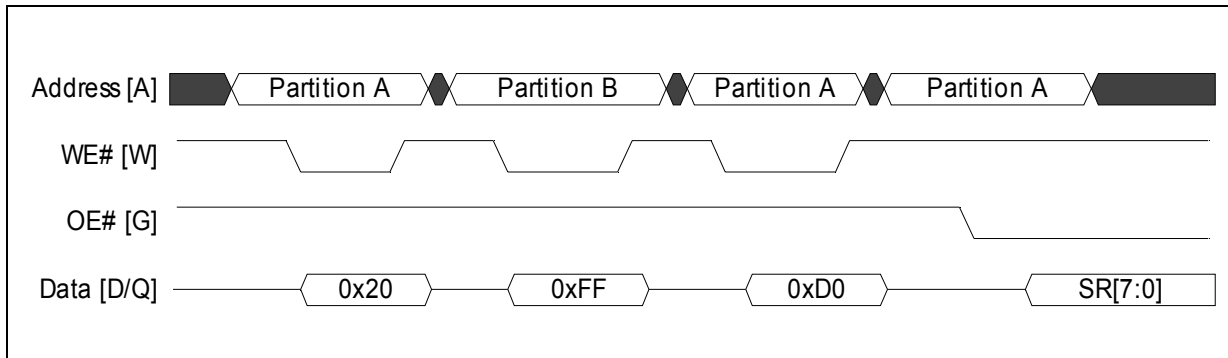 Address [A] Partition A Partition B Partition A Partition A
WE# [W]
OE# [G]
Data [D/Q] 0x20 0xFF 0xD0 SR[7:0]